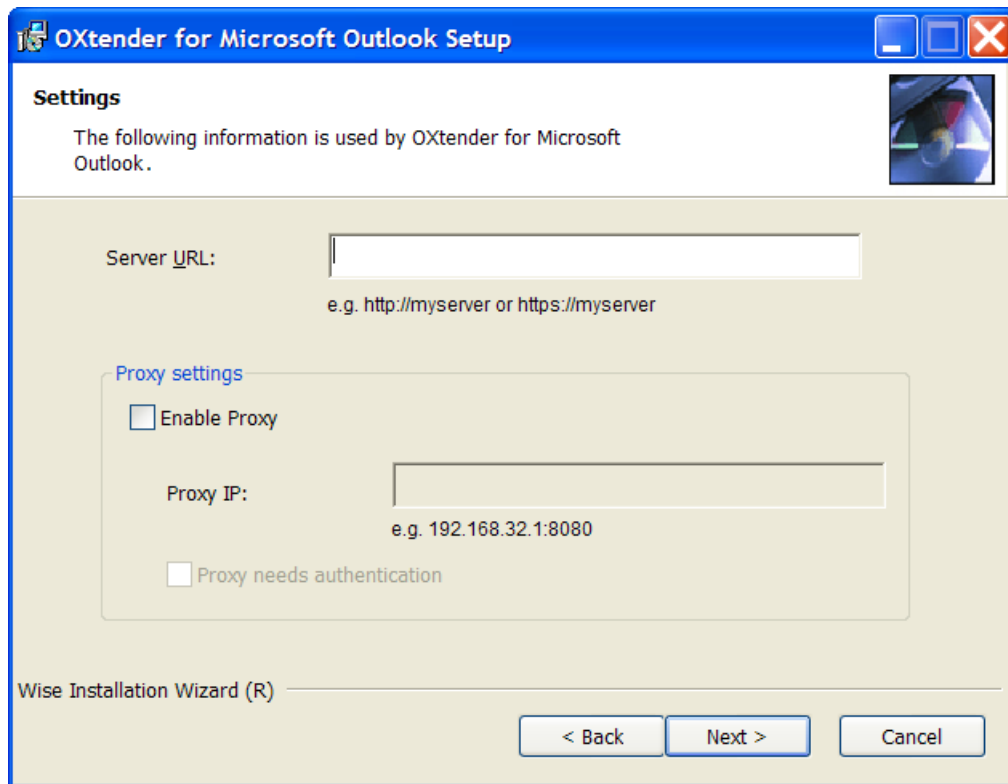 OXtender for Microsoft Outlook Setup
Settings
The following information is used by OXtender for Microsoft
Outlook.
Server URL:
e.g. http://myserver or https://myserver
Proxy settings
Enable Proxy
Proxy IP:
e.g. 192.168.32.1:8080
Proxy needs authentication
Wise Installation Wizard (R)
< Back Next > Cancel